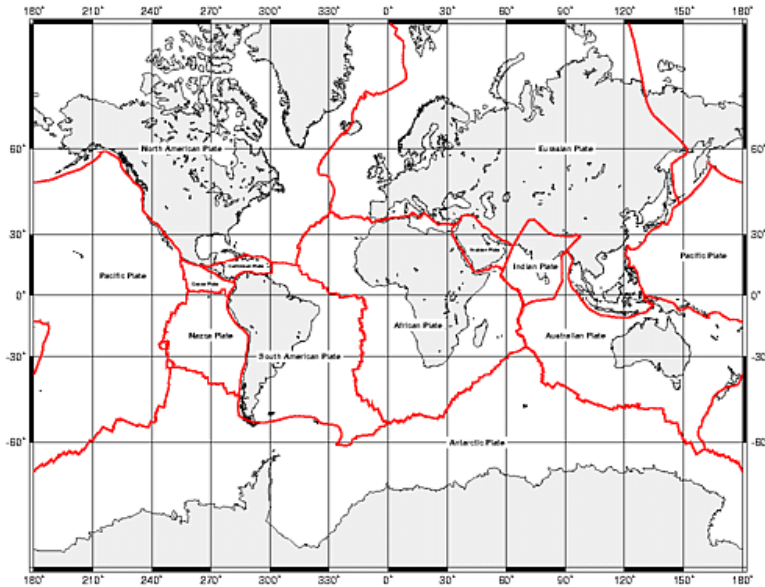 180° 210° 240° 270° 300° 330° 0° 30° 60° 90° 120° 150° 180°
60° 60°
North American Plate Eurasian Plate
30° 30°
Pacific Plate Caribbean Plate Arabian Plate Indian Plate Pacific Plate
Cocos Plate
0° 0°
Nazca Plate African Plate Australian Plate
South American Plate
-30° -30°
-60° -60°
Antarctic Plate
180° 210° 240° 270° 300° 330° 0° 30° 60° 90° 120° 150° 180°